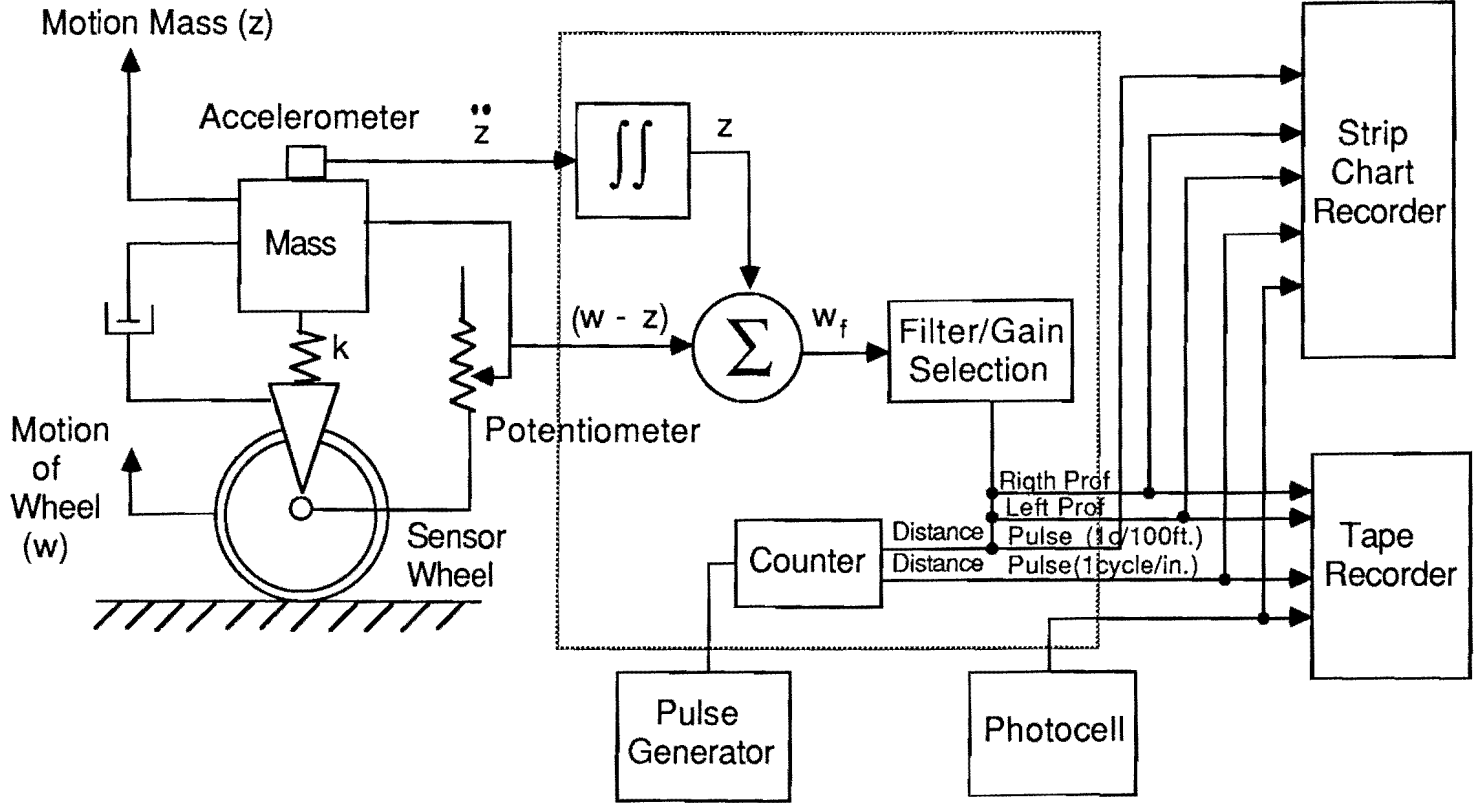 Motion Mass (z)
Accelerometer
z̈
∫∫
z
Mass
k
(w - z)
Σ
w_f
Filter/Gain
Selection
Strip
Chart
Recorder
Potentiometer
Motion
of
Wheel
(w)
Sensor
Wheel
Rigth Prof
Left Prof
Distance Pulse (1c/100ft.)
Distance Pulse(1cycle/in.)
Counter
Tape
Recorder
Pulse
Generator
Photocell